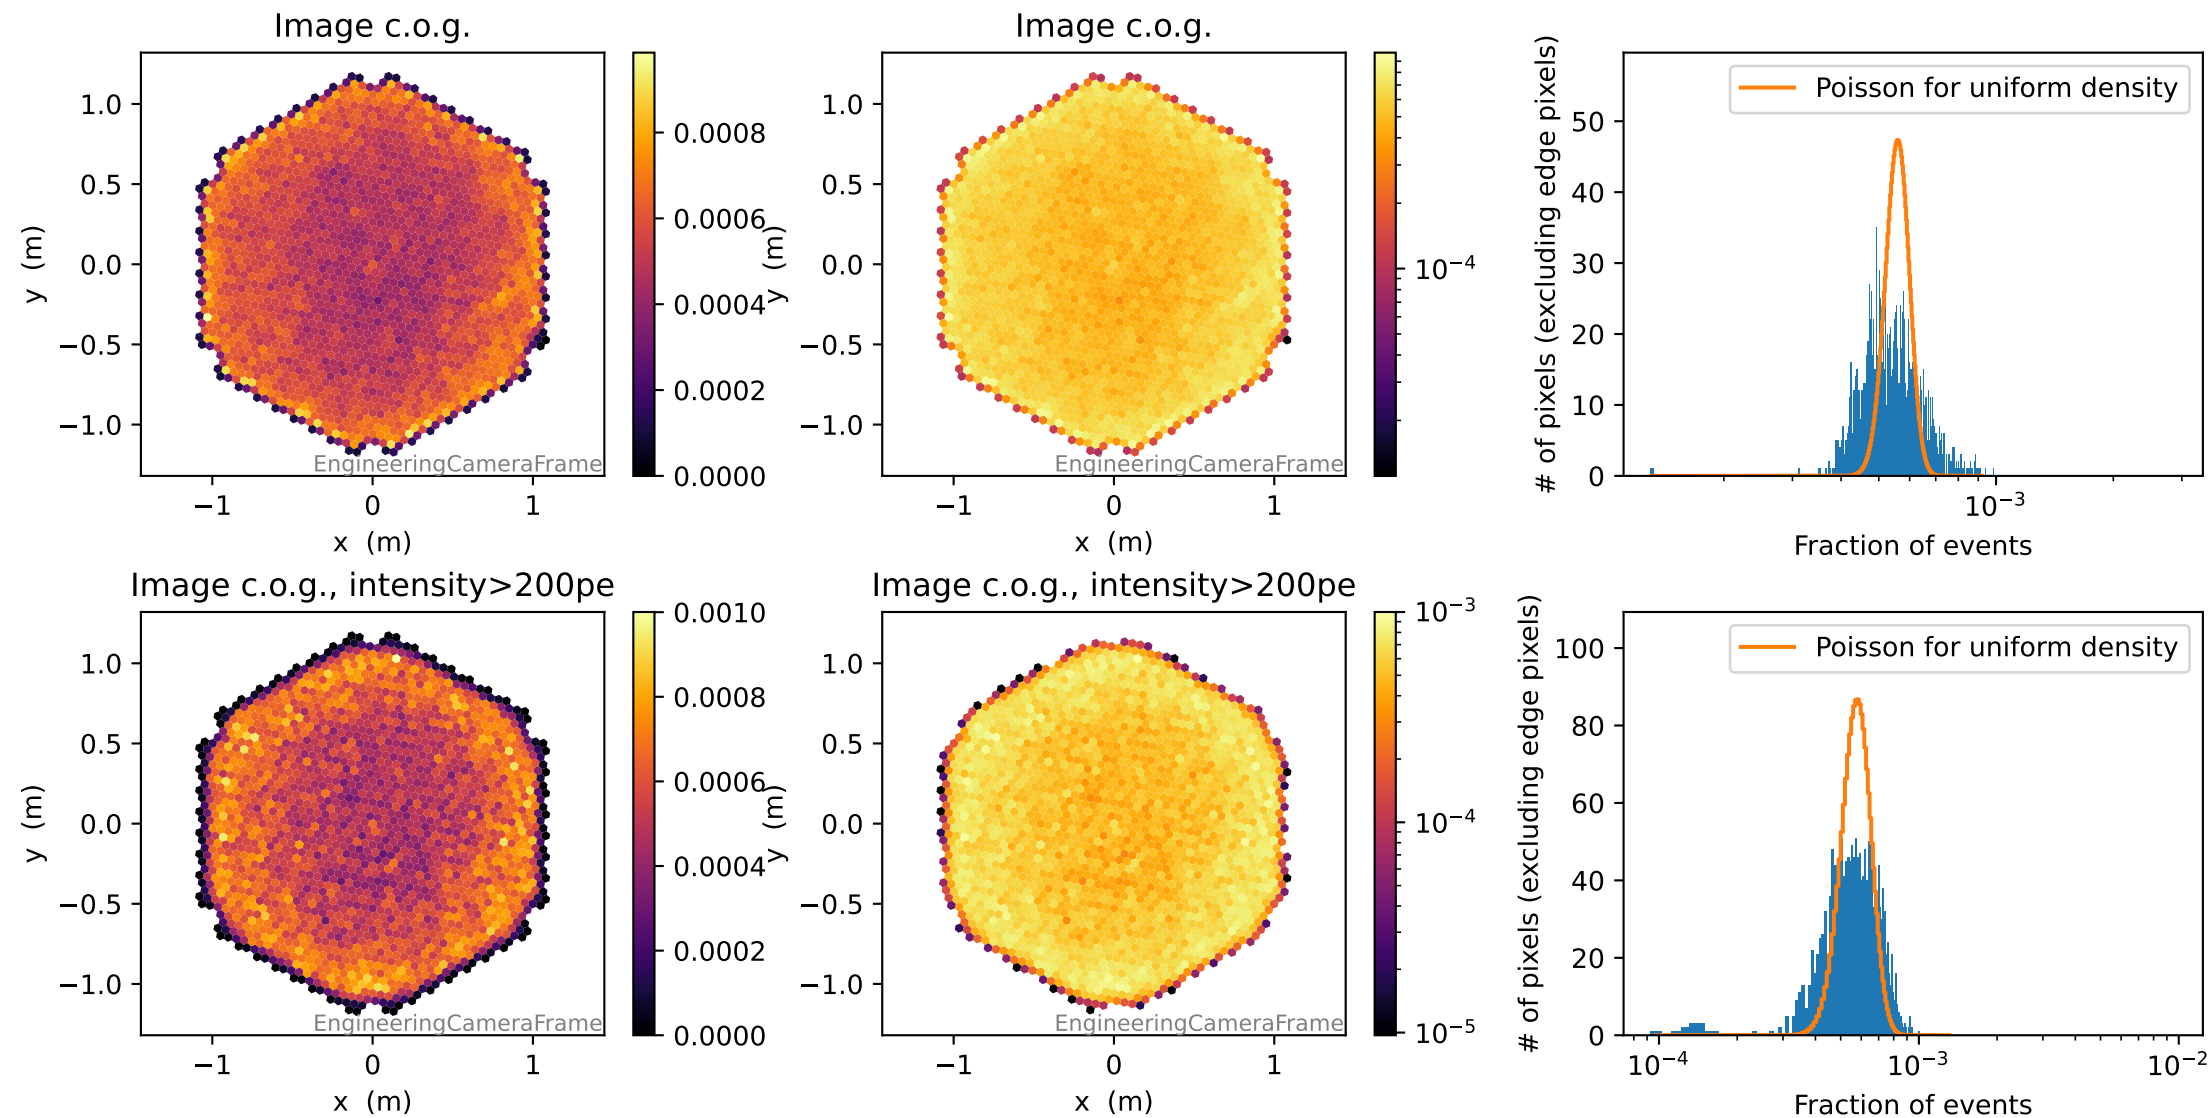 Image c.o.g.
1.0
0.5
0.0
−0.5
−1.0
y (m)
−1
0
1
x (m)
EngineeringCameraFrame
0.0008
0.0006
0.0004
0.0002
0.0000
Image c.o.g.
1.0
0.5
0.0
−0.5
−1.0
y (m)
−1
0
1
x (m)
EngineeringCameraFrame
10⁻⁴
Poisson for uniform density
50
40
30
20
10
0
# of pixels (excluding edge pixels)
10⁻³
Fraction of events
Image c.o.g., intensity>200pe
1.0
0.5
0.0
−0.5
−1.0
y (m)
−1
0
1
x (m)
EngineeringCameraFrame
0.0010
0.0008
0.0006
0.0004
0.0002
0.0000
Image c.o.g., intensity>200pe
1.0
0.5
0.0
−0.5
−1.0
y (m)
−1
0
1
x (m)
EngineeringCameraFrame
10⁻³
10⁻⁴
10⁻⁵
Poisson for uniform density
100
80
60
40
20
0
# of pixels (excluding edge pixels)
10⁻⁴
10⁻³
10⁻²
Fraction of events